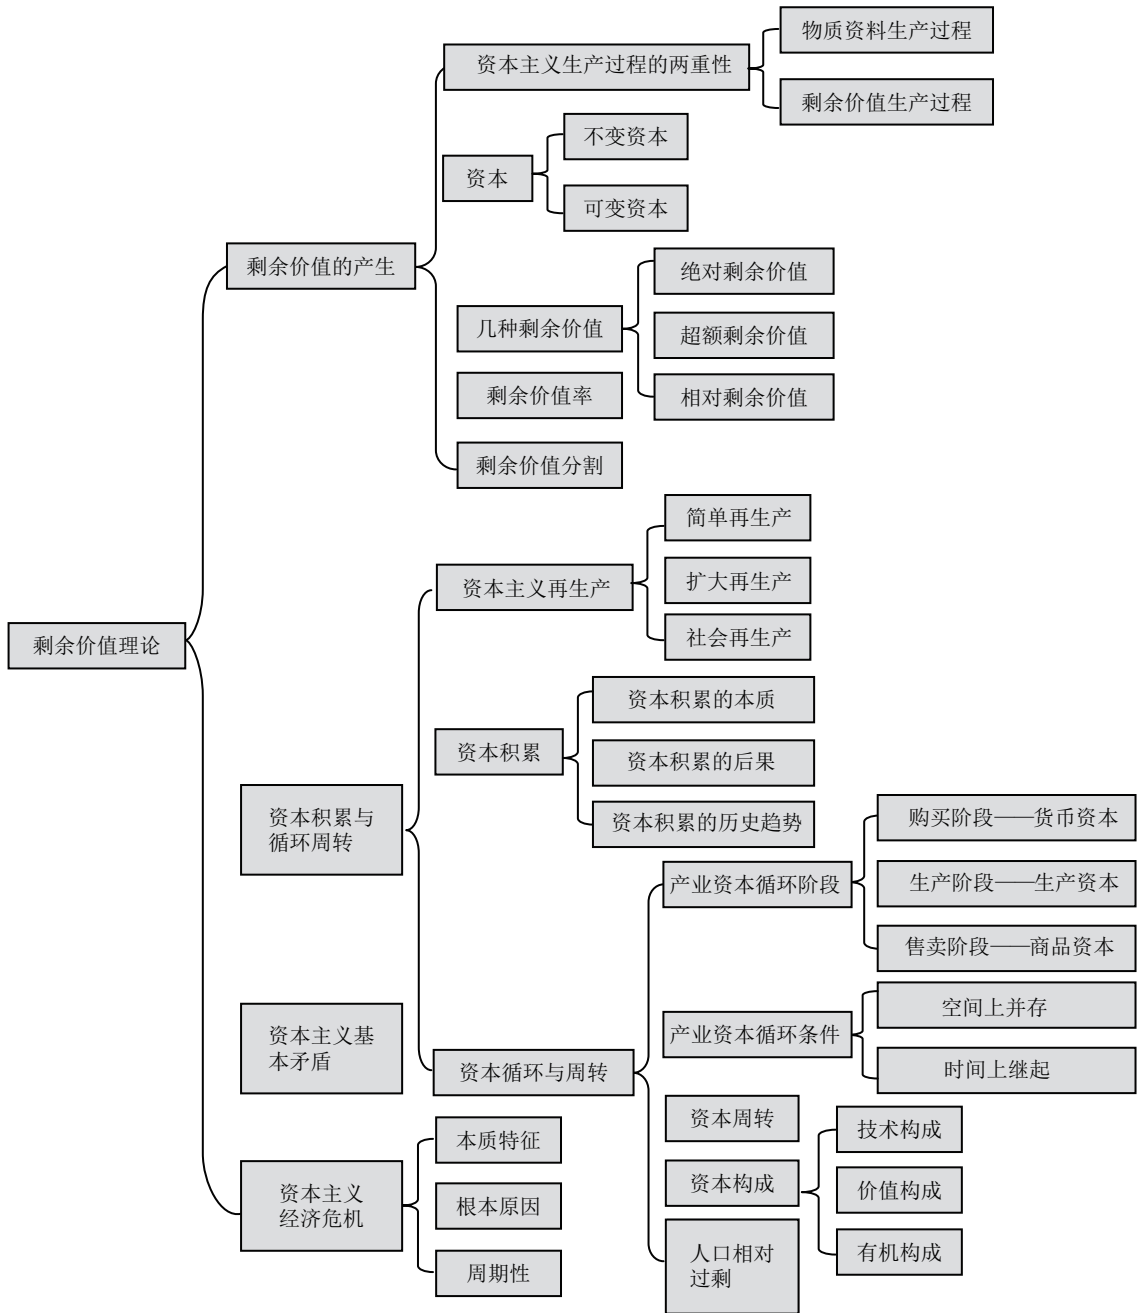 剩余价值理论
剩余价值的产生
资本主义生产过程的两重性
物质资料生产过程
剩余价值生产过程
资本
不变资本
可变资本
几种剩余价值
绝对剩余价值
超额剩余价值
相对剩余价值
剩余价值率
剩余价值分割
资本积累与
循环周转
资本主义再生产
简单再生产
扩大再生产
社会再生产
资本积累
资本积累的本质
资本积累的后果
资本积累的历史趋势
资本循环与周转
产业资本循环阶段
购买阶段——货币资本
生产阶段——生产资本
售卖阶段——商品资本
产业资本循环条件
空间上并存
时间上继起
资本周转
资本构成
技术构成
价值构成
有机构成
人口相对
过剩
资本主义基
本矛盾
资本主义
经济危机
本质特征
根本原因
周期性